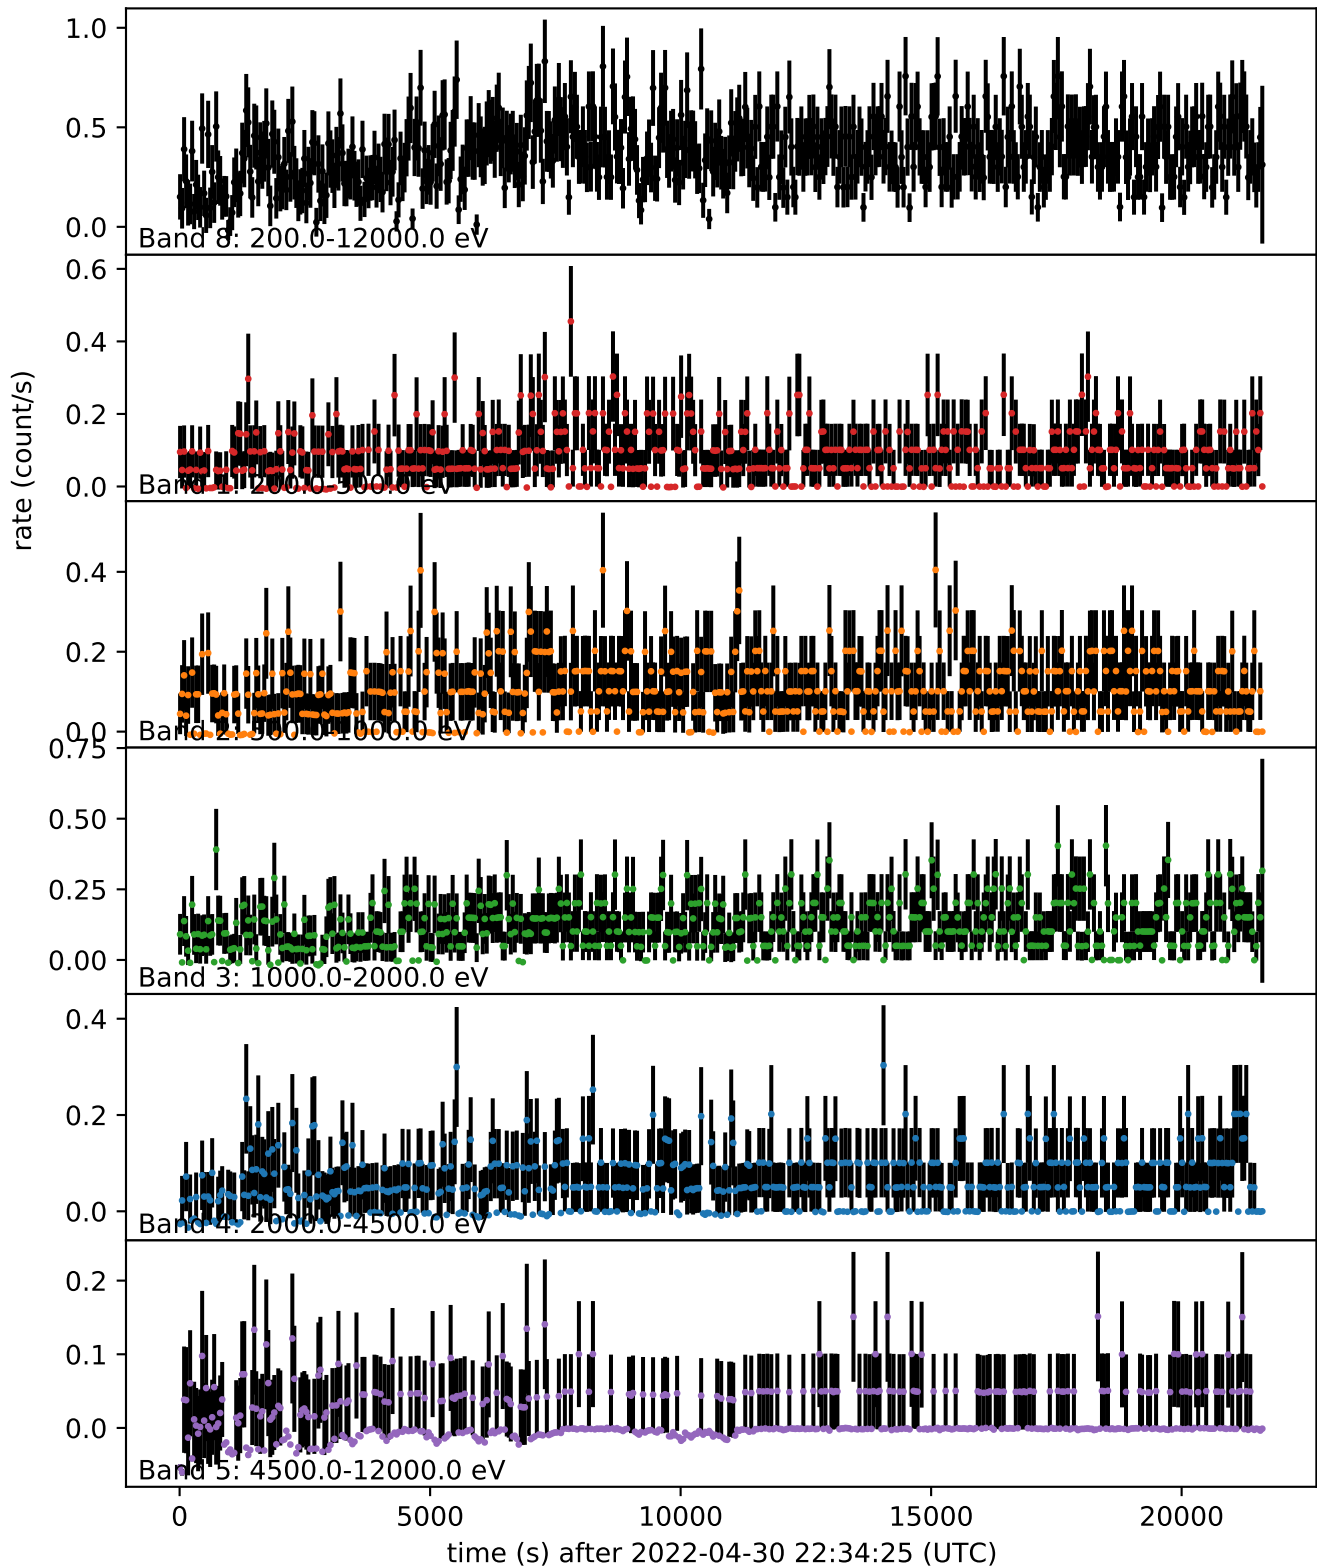 1.0
0.5
0.0
Band 8: 200.0-12000.0 eV
0.6
0.4
0.2
0.0
Band 1: 200.0-500.0 eV
rate (count/s)
0.4
0.2
0.0
Band 2: 500.0-1000.0 eV
0.75
0.50
0.25
0.00
Band 3: 1000.0-2000.0 eV
0.4
0.2
0.0
Band 4: 2000.0-4500.0 eV
0.2
0.1
0.0
Band 5: 4500.0-12000.0 eV
0 5000 10000 15000 20000
time (s) after 2022-04-30 22:34:25 (UTC)